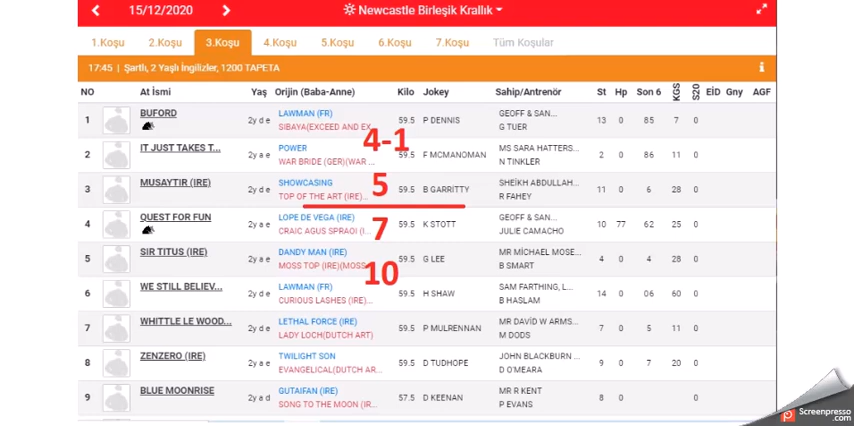 15/12/2020 Newcastle Birleşik Krallık
1.Koşu 2.Koşu 3.Koşu 4.Koşu 5.Koşu 6.Koşu 7.Koşu Tüm Koşular
17:45 | Şartlı, 2 Yaşlı İngilizler, 1200 TAPETA
NO At İsmi Yaş Orijin (Baba-Anne) Kilo Jokey Sahip/Antrenör St Hp Son 6 KGS S20 EİD Gny AGF
1 BUFORD 2y d e LAWMAN (FR) 59.5 P DENNIS GEOFF & SAN... 13 0 85 7 0
SIBAYA(EXCEED AND EX... G TUER
4-1
2 IT JUST TAKES T... 2y a e POWER 59.5 F MCMANOMAN MS SARA HATTERS... 2 0 86 11 0
WAR BRIDE (GER)(WAR ... N TINKLER
3 MUSAYTIR (IRE) 2y d e SHOWCASING 59.5 B GARRITTY SHEİKH ABDULLAH... 11 0 6 28 0
TOP OF THE ART (IRE)... R FAHEY
5
4 QUEST FOR FUN 2y a e LOPE DE VEGA (IRE) 59.5 K STOTT GEOFF & SAN... 10 77 62 25 0
CRAIC AGUS SPRAOI (I... JULIE CAMACHO
7
5 SIR TITUS (IRE) 2y a e DANDY MAN (IRE) 59.5 G LEE MR MİCHAEL MOSE... 4 0 4 28 0
MOSS TOP (IRE)(MOSS B SMART
10
6 WE STILL BELIEV... 2y d e LAWMAN (FR) 59.5 H SHAW SAM FARTHING, L... 14 0 06 60 0
CURIOUS LASHES (IRE)... B HASLAM
7 WHITTLE LE WOOD... 2y d e LETHAL FORCE (IRE) 59.5 P MULRENNAN MR DAVİD W ARMS... 7 0 5 11 0
LADY LOCH(DUTCH ART) M DODS
8 ZENZERO (IRE) 2y a e TWILIGHT SON 59.5 D TUDHOPE JOHN BLACKBURN ... 9 0 7 20 0
EVANGELICAL(DUTCH AR... D O'MEARA
9 BLUE MOONRISE 2y a d GUTAIFAN (IRE) 57.5 D KEENAN MR R KENT 8 0 0
SONG TO THE MOON (IR... P EVANS
Screenpresso
.com